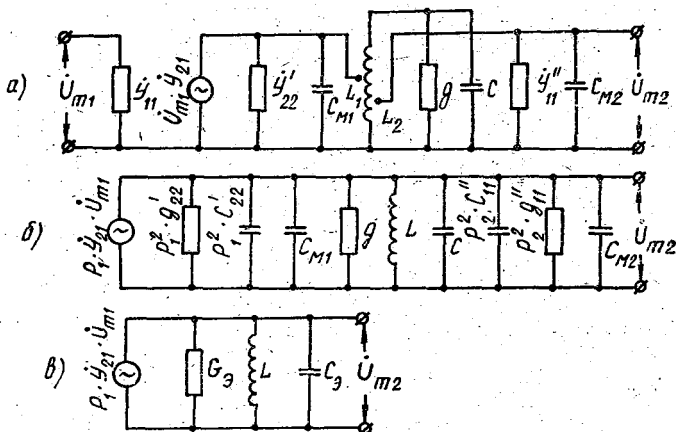 а)
U̇m1
ẏ11
U̇m1 ẏ21
ẏ'22
CM1
L1
L2
g
C
ẏ''11
CM2
U̇m2
б)
P1·ẏ21·U̇m1
P1²·g'22
P1²·C'22
CM1
g
L
C
P2²·C''11
P2²·g''11
CM2
U̇m2
в)
P1·ẏ21·U̇m1
GЭ
L
CЭ
U̇m2